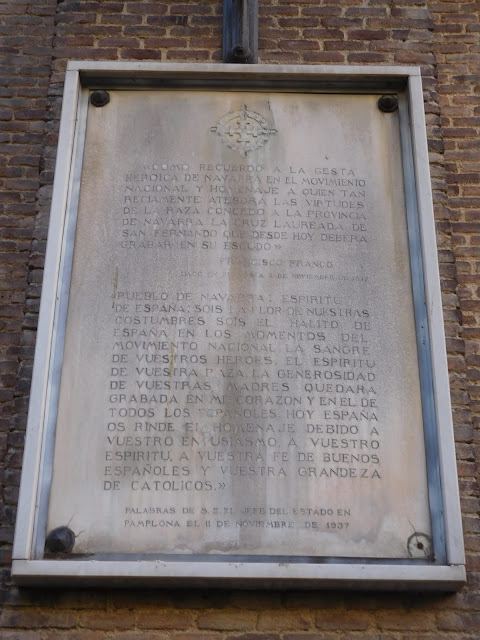 «COMO RECUERDO A LA GESTA
HEROICA DE NAVARRA EN EL MOVIMIENTO
NACIONAL Y HOMENAJE A QUIEN TAN
RECIAMENTE ATESORA LAS VIRTUDES
DE LA RAZA CONCEDO A LA PROVINCIA
DE NAVARRA LA CRUZ LAUREADA DE
SAN FERNANDO QUE DESDE HOY DEBERA
GRABAR EN SU ESCUDO»
FRANCISCO FRANCO
DADO EN A DE NOVIEMBRE DE 1937
«PUEBLO DE NAVARRA: ESPIRITU
DE ESPAÑA; SOIS LA FLOR DE NUESTRAS
COSTUMBRES SOIS EL HALITO DE
ESPAÑA EN LOS MOMENTOS DEL
MOVIMIENTO NACIONAL LA SANGRE
DE VUESTROS HEROES, EL ESPIRITU
DE VUESTRA RAZA, LA GENEROSIDAD
DE VUESTRAS MADRES QUEDARA
GRABADA EN MI CORAZON Y EN EL DE
TODOS LOS ESPAÑOLES HOY ESPAÑA
OS RINDE EL HOMENAJE DEBIDO A
VUESTRO ENTUSIASMO, A VUESTRO
ESPIRITU, A VUESTRA FE DE BUENOS
ESPAÑOLES Y VUESTRA GRANDEZA
DE CATOLICOS.»
PALABRAS DE S.E. EL JEFE DEL ESTADO EN
PAMPLONA EL 11 DE NOVIEMBRE DE 1937